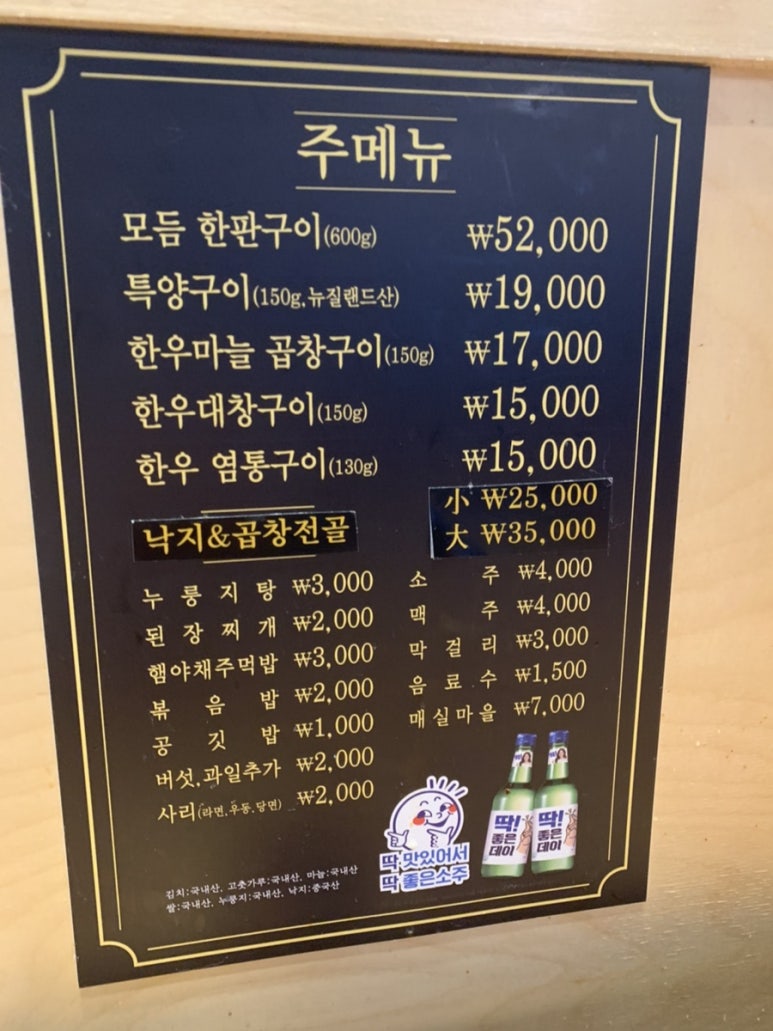 주메뉴
모듬 한판구이(600g) ₩52,000
특양구이(150g,뉴질랜드산) ₩19,000
한우마늘 곱창구이(150g) ₩17,000
한우대창구이(150g) ₩15,000
한우 염통구이(130g) ₩15,000
낙지&곱창전골 小 ₩25,000
大 ₩35,000
누룽지탕 ₩3,000
된장찌개 ₩2,000
햄야채주먹밥 ₩3,000
볶음밥 ₩2,000
공깃밥 ₩1,000
버섯,과일추가 ₩2,000
사리(라면,우동,당면) ₩2,000
소주 ₩4,000
맥주 ₩4,000
막걸리 ₩3,000
음료수 ₩1,500
매실마을 ₩7,000
딱! 좋은데이
딱! 좋은데이
딱 맛있어서
딱 좋은소주
김치:국내산, 고춧가루:국내산, 마늘:국내산
쌀:국내산, 누룽지:국내산, 낙지:중국산